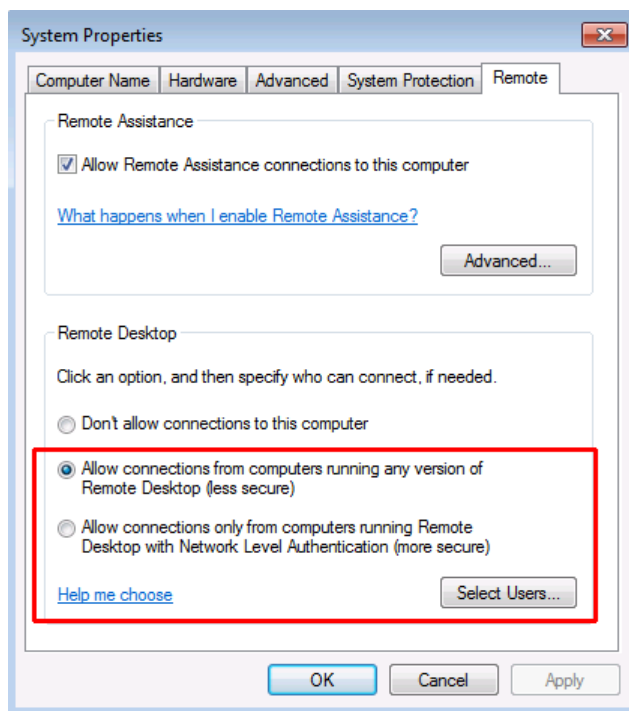 System Properties
Computer Name Hardware Advanced System Protection Remote
Remote Assistance
Allow Remote Assistance connections to this computer
What happens when I enable Remote Assistance?
Advanced...
Remote Desktop
Click an option, and then specify who can connect, if needed.
Don't allow connections to this computer
Allow connections from computers running any version of
Remote Desktop (less secure)
Allow connections only from computers running Remote
Desktop with Network Level Authentication (more secure)
Help me choose Select Users...
OK Cancel Apply